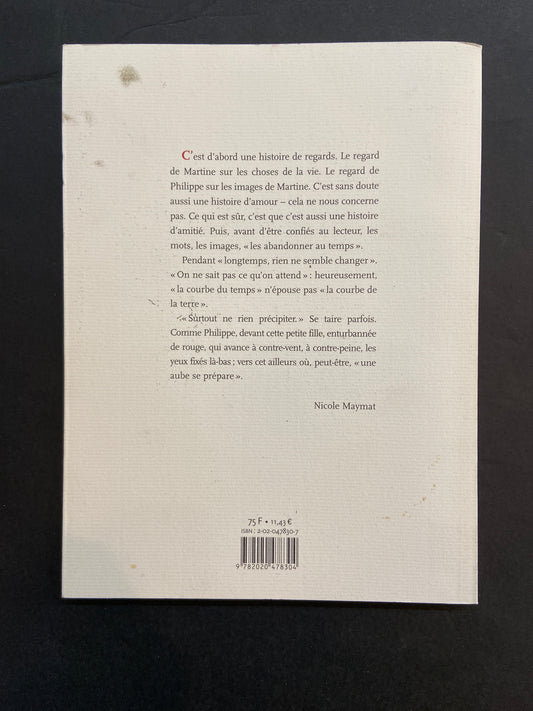 C'est d'abord une histoire de regards. Le regard
de Martine sur les choses de la vie. Le regard de
Philippe sur les images de Martine. C'est sans doute
aussi une histoire d'amour – cela ne nous concerne
pas. Ce qui est sûr, c'est que c'est aussi une histoire
d'amitié. Puis, avant d'être confiés au lecteur, les
mots, les images, « les abandonner au temps ».
Pendant « longtemps, rien ne semble changer ».
« On ne sait pas ce qu'on attend » : heureusement,
« la courbe du temps » n'épouse pas « la courbe de
la terre ».
« Surtout ne rien précipiter. » Se taire parfois.
Comme Philippe, devant cette petite fille, enturbannée
de rouge, qui avance à contre-vent, à contre-peine, les
yeux fixés là-bas ; vers cet ailleurs où, peut-être, « une
aube se prépare ».
Nicole Maymat
75 F • 11,43 €
ISBN : 2-02-047830-7
9 782020 478304